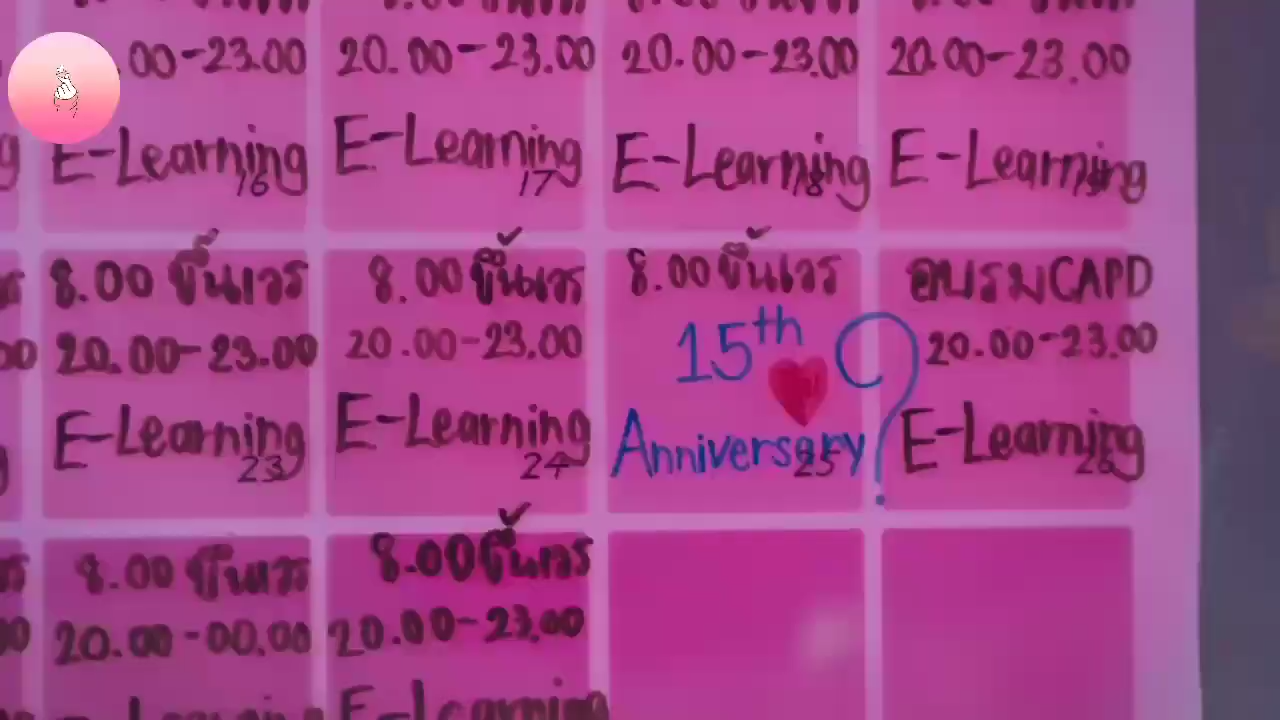 00-23.00 20.00-23.00 20.00-23.00 20.00-23.00
E-Learning E-Learning E-Learning E-Learning
16 17 18 19
8.00 ขึ้นเวร 8.00 ขึ้นเวร 8.00 ขึ้นเวร อบรม CAPD
20.00-23.00 20.00-23.00 15th 20.00-23.00
E-Learning E-Learning Anniversary ? E-Learning
23 24 25 26
8.00 ขึ้นเวร 8.00 ขึ้นเวร
20.00-00.00 20.00-23.00
E-Learning E-Learning